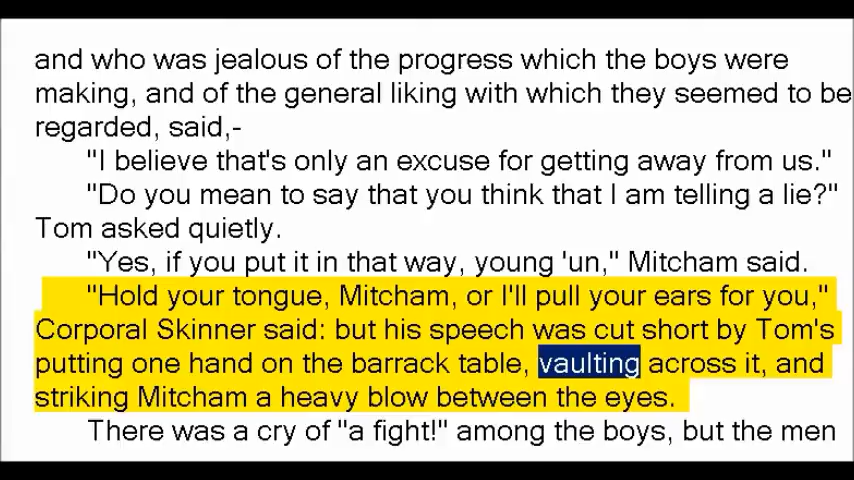 and who was jealous of the progress which the boys were
making, and of the general liking with which they seemed to be
regarded, said,-
"I believe that's only an excuse for getting away from us."
"Do you mean to say that you think that I am telling a lie?"
Tom asked quietly.
"Yes, if you put it in that way, young 'un," Mitcham said.
"Hold your tongue, Mitcham, or I'll pull your ears for you,"
Corporal Skinner said: but his speech was cut short by Tom's
putting one hand on the barrack table, vaulting across it, and
striking Mitcham a heavy blow between the eyes.
There was a cry of "a fight!" among the boys, but the men